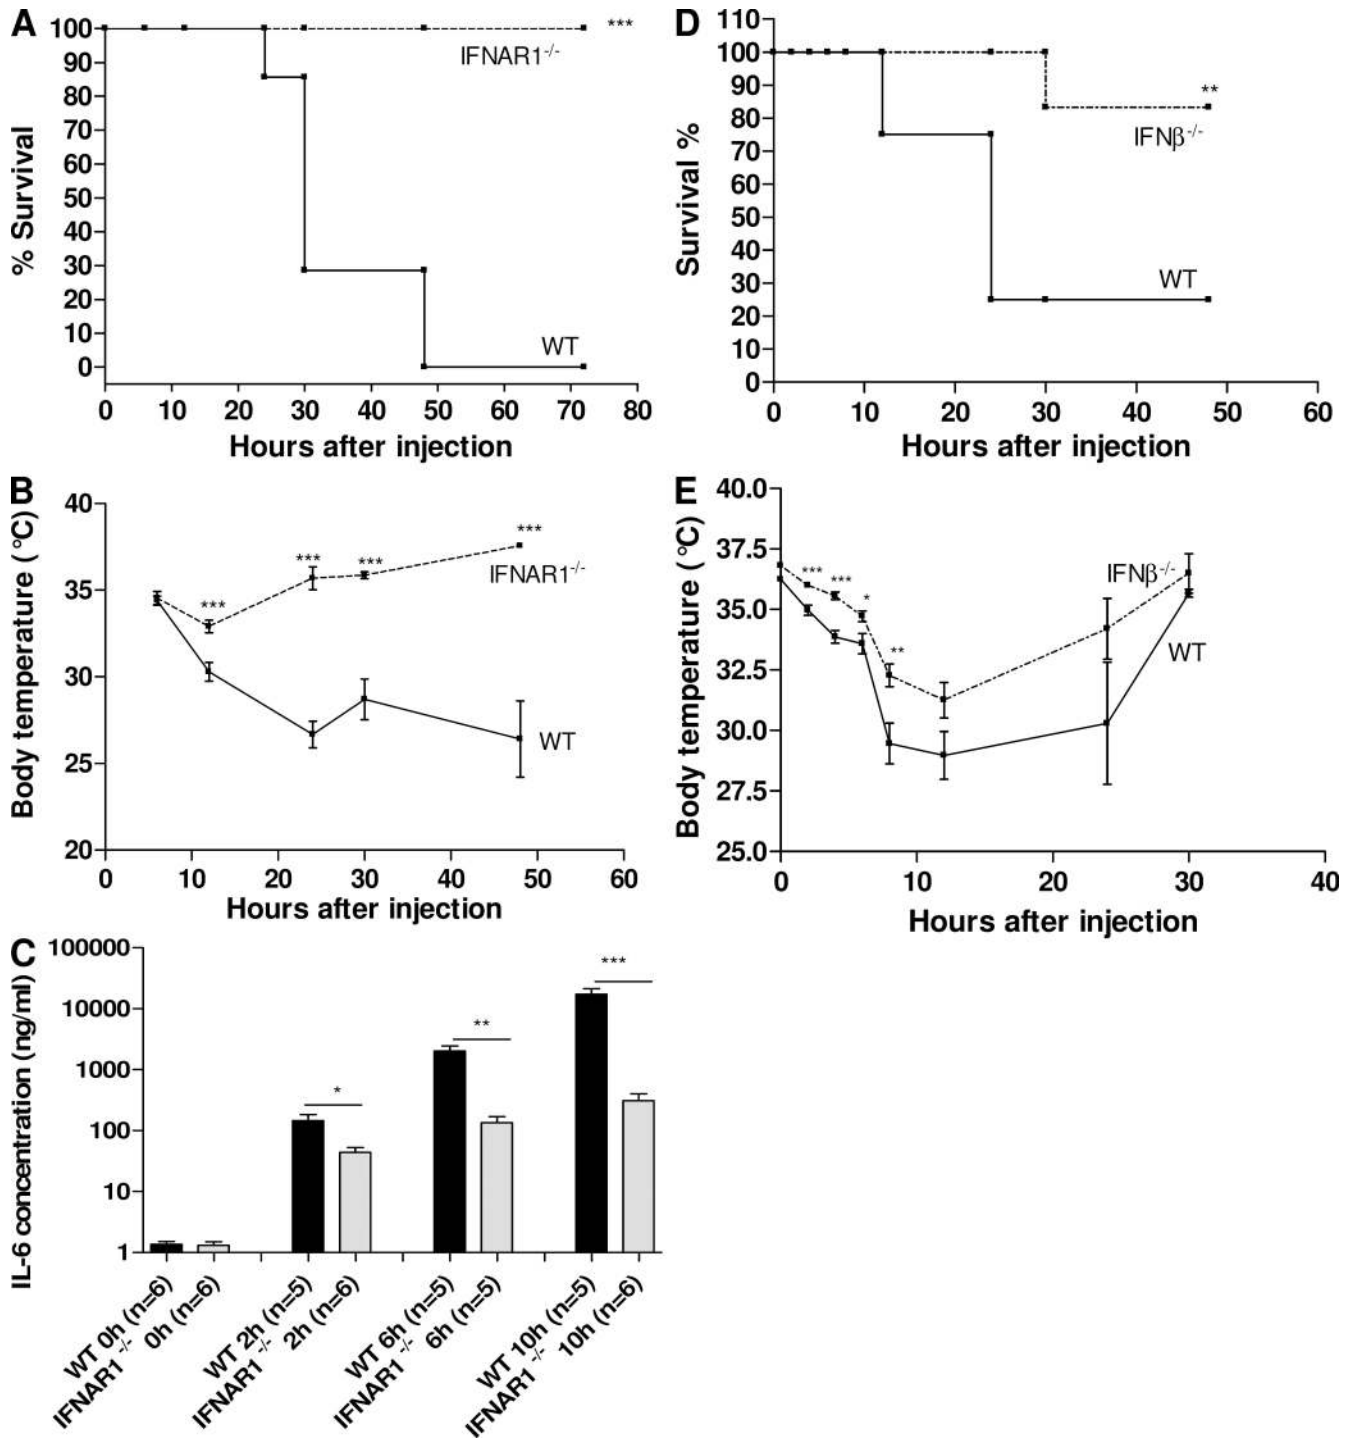 A
100
90
80
70
60
50
40
30
20
10
0
% Survival
***
IFNAR1-/-
WT
0 10 20 30 40 50 60 70 80
Hours after injection
D
110
100
90
80
70
60
50
40
30
20
10
0
Survival %
**
IFNβ-/-
WT
0 10 20 30 40 50 60
Hours after injection
B
40
35
30
25
20
Body temperature (°C)
*** *** *** ***
IFNAR1-/-
WT
0 10 20 30 40 50 60
Hours after injection
E
40.0
37.5
35.0
32.5
30.0
27.5
25.0
Body temperature (°C)
*** *** * **
IFNβ-/-
WT
0 10 20 30 40
Hours after injection
C
100000
10000
1000
100
10
1
IL-6 concentration (ng/ml)
* ** ***
WT 0h (n=6)
IFNAR1-/- 0h (n=6)
WT 2h (n=5)
IFNAR1-/- 2h (n=6)
WT 6h (n=5)
IFNAR1-/- 6h (n=5)
WT 10h (n=5)
IFNAR1-/- 10h (n=6)